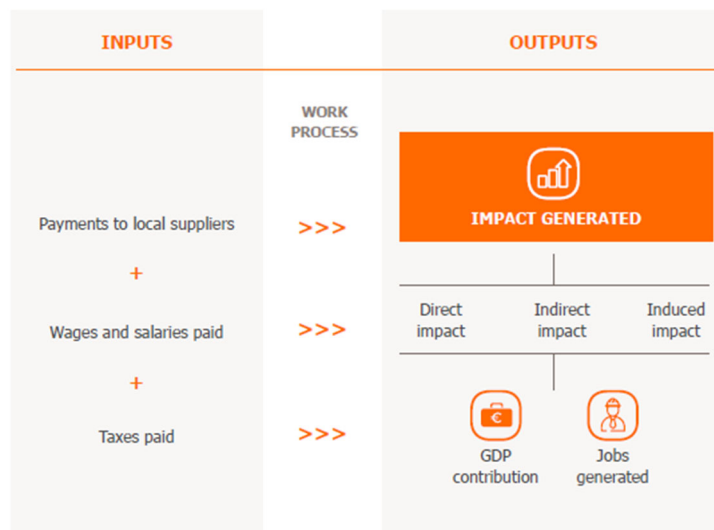 INPUTS
OUTPUTS
WORK
PROCESS
IMPACT GENERATED
Payments to local suppliers
>>>
+
Direct
impact
Indirect
impact
Induced
impact
Wages and salaries paid
>>>
+
Taxes paid
>>>
€
GDP
contribution
Jobs
generated